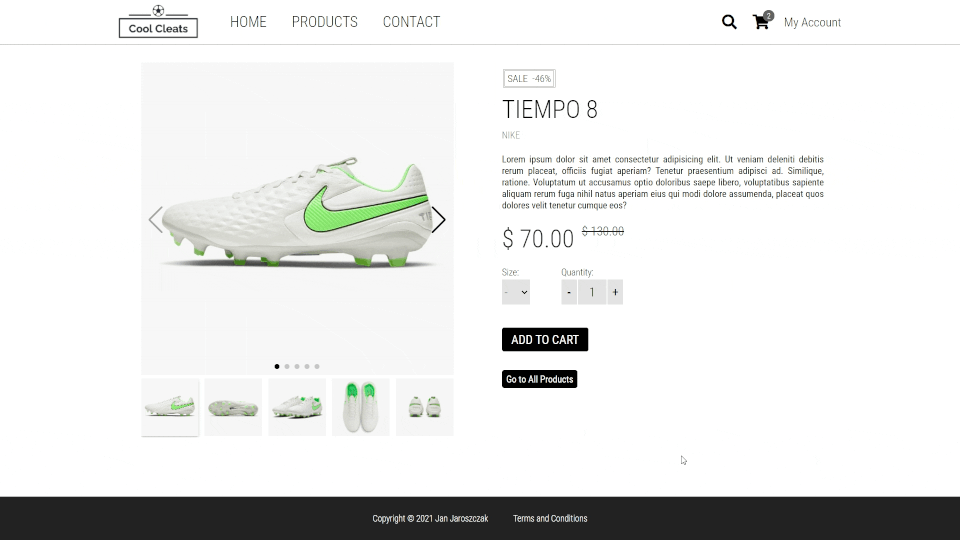 Cool Cleats
HOME PRODUCTS CONTACT
2
My Account
SALE -46%
TIEMPO 8
NIKE
Lorem ipsum dolor sit amet consectetur adipisicing elit. Ut veniam deleniti debitis
rerum placeat, officiis fugiat aperiam? Tenetur praesentium adipisci ad. Similique,
ratione. Voluptatum ut accusamus optio doloribus saepe libero, voluptatibus sapiente
aliquam rerum fuga nihil natus aperiam eius qui modi dolore assumenda, placeat quos
dolores velit tenetur cumque eos?
$ 70.00 $ 130.00
Size: Quantity:
- - 1 +
ADD TO CART
Go to All Products
Copyright © 2021 Jan Jaroszczak Terms and Conditions